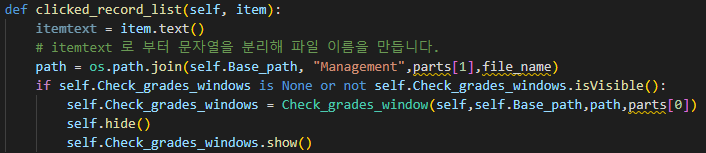 def clicked_record_list(self, item):
    itemtext = item.text()
    # itemtext 로 부터 문자열을 분리해 파일 이름을 만듭니다.
    path = os.path.join(self.Base_path, "Management",parts[1],file_name)
    if self.Check_grades_windows is None or not self.Check_grades_windows.isVisible():
        self.Check_grades_windows = Check_grades_window(self,self.Base_path,path,parts[0])
        self.hide()
        self.Check_grades_windows.show()